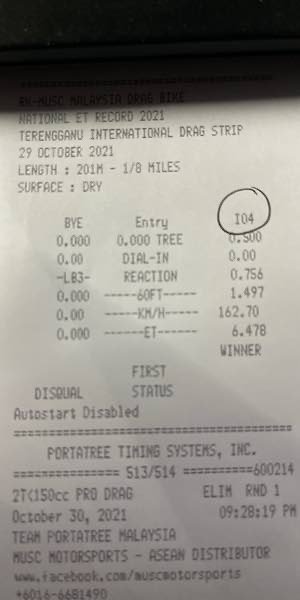 RK-MUSC MALAYSIA DRAG BIKE
NATIONAL ET RECORD 2021
TERENGGANU INTERNATIONAL DRAG STRIP
29 OCTOBER 2021
LENGTH : 201M - 1/8 MILES
SURFACE : DRY
BYE Entry I04
0.000 0.000 TREE 0.500
0.00 DIAL-IN 0.00
-LB3- REACTION 0.756
0.000 ------60FT------ 1.497
0.00 ------KM/H------ 162.70
0.000 -------ET------- 6.478
WINNER
FIRST
DISQUAL STATUS
Autostart Disabled
========================================
PORTATREE TIMING SYSTEMS, INC.
=============== 513/514 ==========600214
2T(150cc PRO DRAG ELIM RND 1
October 30, 2021 09:28:19 PM
TEAM PORTATREE MALAYSIA
MUSC MOTORSPORTS - ASEAN DISTRIBUTOR
www.facebook.com/muscmotorsports
+6016-6681490